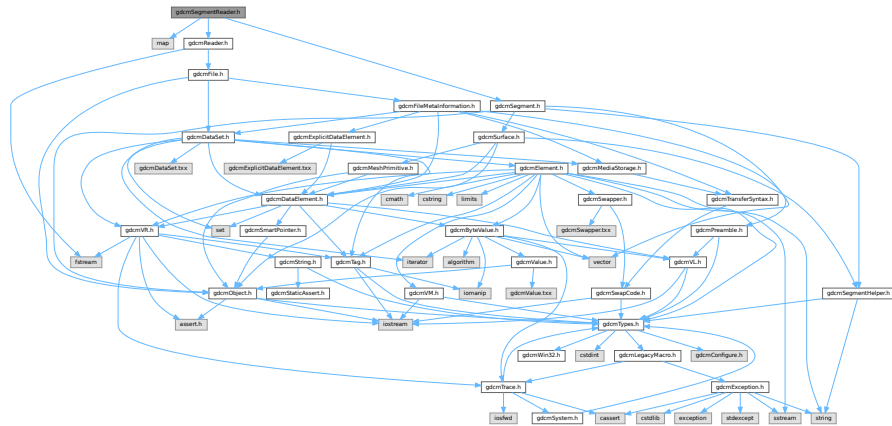 gdcmSegmentReader.h
map
gdcmReader.h
gdcmFile.h
gdcmFileMetaInformation.h
gdcmSegment.h
gdcmDataSet.h
gdcmExplicitDataElement.h
gdcmSurface.h
gdcmDataSet.txx
gdcmExplicitDataElement.txx
gdcmMeshPrimitive.h
gdcmElement.h
gdcmMediaStorage.h
gdcmDataElement.h
cmath
cstring
limits
gdcmSwapper.h
gdcmTransferSyntax.h
gdcmVR.h
set
gdcmSmartPointer.h
gdcmByteValue.h
gdcmSwapper.txx
gdcmPreamble.h
fstream
gdcmString.h
gdcmTag.h
iterator
algorithm
gdcmValue.h
vector
gdcmVL.h
gdcmObject.h
gdcmStaticAssert.h
gdcmVM.h
iomanip
gdcmValue.txx
gdcmSwapCode.h
gdcmSegmentHelper.h
assert.h
iostream
gdcmTypes.h
gdcmWin32.h
cstdint
gdcmLegacyMacro.h
gdcmConfigure.h
gdcmTrace.h
gdcmException.h
iosfwd
gdcmSystem.h
cassert
cstdlib
exception
stdexcept
sstream
string